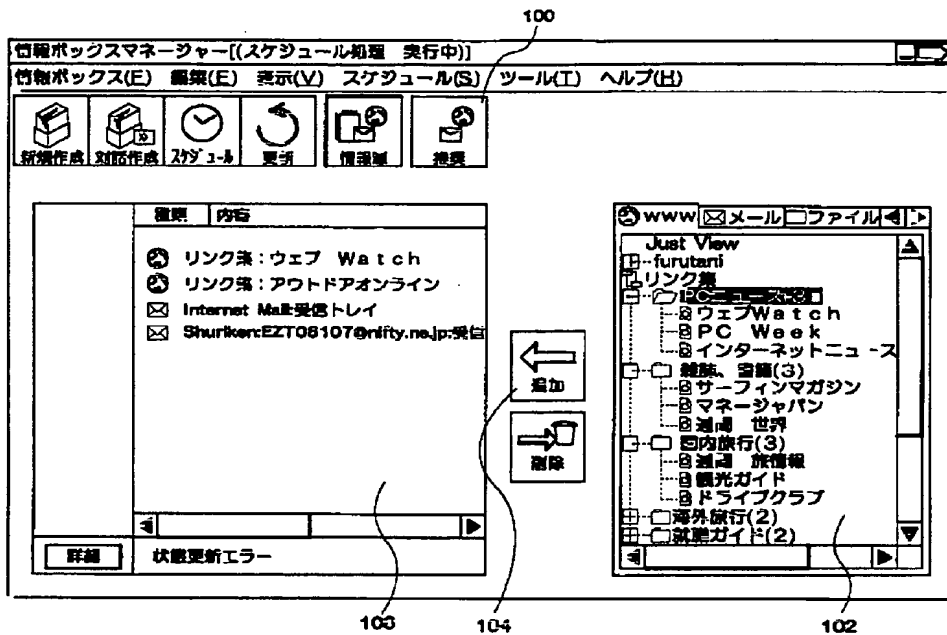 100
情報ボックスマネージャー[(スケジュール処理 実行中)]
情報ボックス(E) 編集(E) 表示(V) スケジュール(S) ツール(T) ヘルプ(H)
新規作成 対話作成 スケジュール 更新 情報源 推奨
種類 内容
リンク集:ウェブ Watch
リンク集:アウトドアオンライン
Internet Mail:受信トレイ
Shuriken:EZT06107@nifty.ne.jp:受信
詳細 状態更新エラー
追加
削除
www メール ファイル
Just View
furutani
リンク集
PCニュース(3)
ウェブWatch
PC Week
インターネットニュース
雑誌、書籍(3)
サーフィンマガジン
マネージャパン
週間 世界
国内旅行(3)
週間 旅情報
観光ガイド
ドライブクラブ
海外旅行(2)
就職ガイド(2)
103 104 102